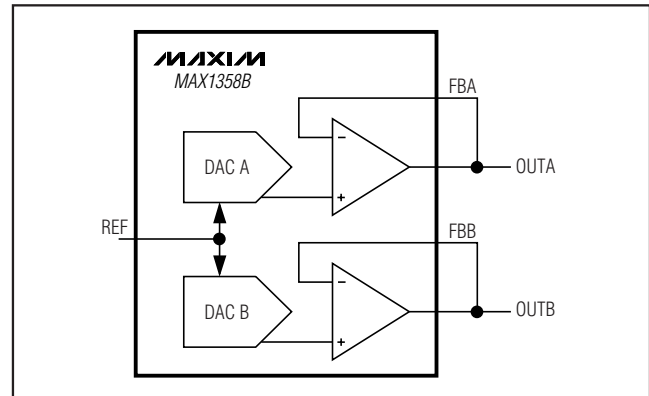 MAXIM
MAX1358B
FBA
DAC A
−
+
OUTA
REF
FBB
DAC B
−
+
OUTB